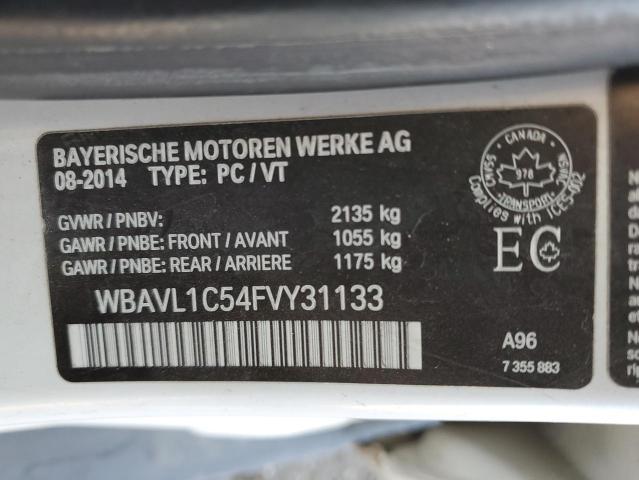 BAYERISCHE MOTOREN WERKE AG
08-2014 TYPE: PC / VT
GVWR / PNBV: 2135 kg
GAWR / PNBE: FRONT / AVANT 1055 kg
GAWR / PNBE: REAR / ARRIERE 1175 kg
WBAVL1C54FVY31133
CANADA
978
TRANSPORT
Complies with ICES-002
EC
A96
7 355 883